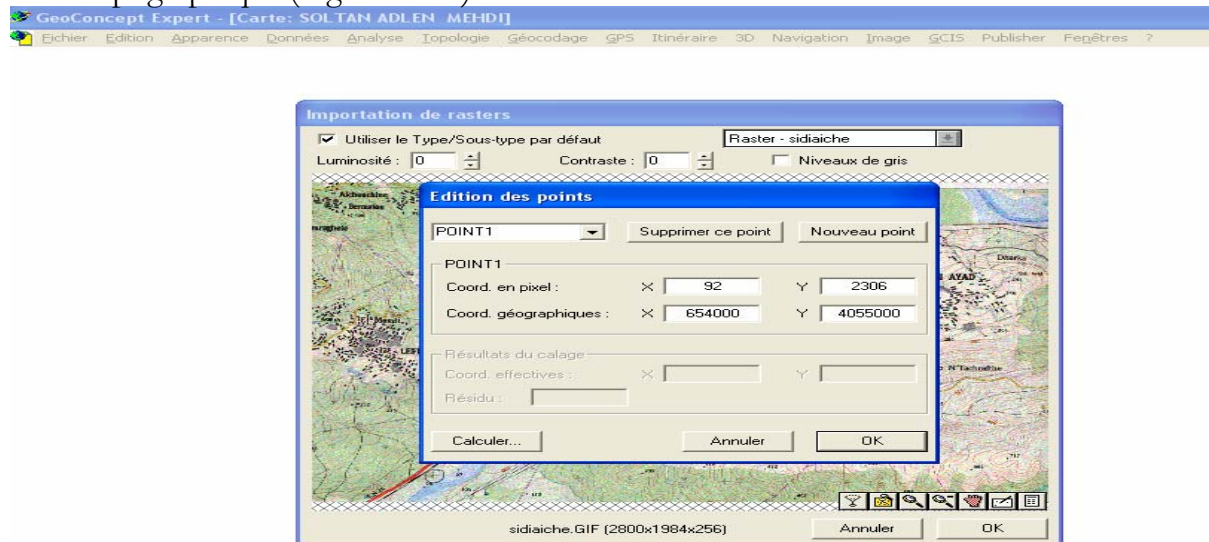 GeoConcept Expert - [Carte: SOLTAN ADLEN MEHDI]
Fichier Edition Apparence Données Analyse Topologie Géocodage GPS Itinéraire 3D Navigation Image GCIS Publisher Fenêtres ?
Importation de rasters
Utiliser le Type/Sous-type par défaut Raster - sidiaiche
Luminosité : 0 Contraste : 0 Niveaux de gris
Edition des points
POINT1 Supprimer ce point Nouveau point
POINT1
Coord. en pixel : X 92 Y 2306
Coord. géographiques : X 654000 Y 4055000
Résultats du calage
Coord. effectives : X Y
Résidu :
Calculer... Annuler OK
AYAD
sidiaiche.GIF (2800x1984x256) Annuler OK